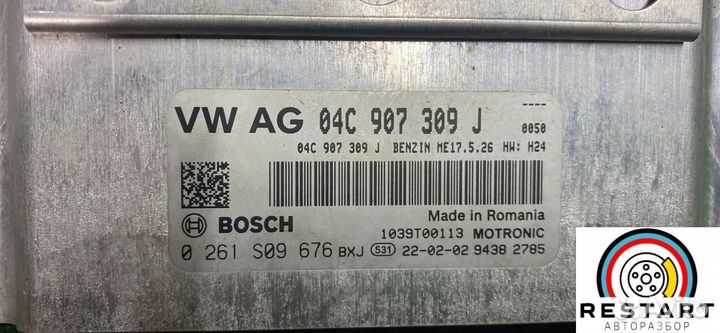 VW AG 04C 907 309 J
----
0050
04C 907 309 J BENZIN ME17.5.26 HW: H24
BOSCH
Made in Romania
1039T00113 MOTRONIC
0 261 S09 676 BXJ 531 22-02-02 9438 2785
RESTART
АВТОРАЗБОР